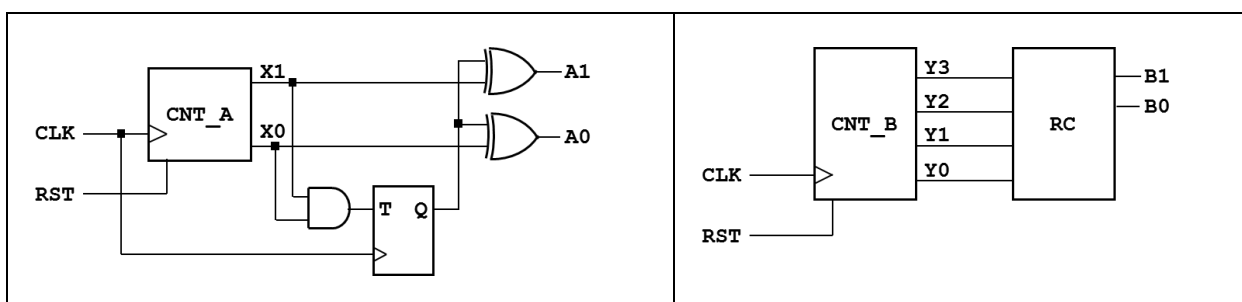 X1
A1
CNT_A
CLK
X0
A0
RST
T Q
Y3
B1
Y2
B0
CNT_B
RC
Y1
CLK
Y0
RST